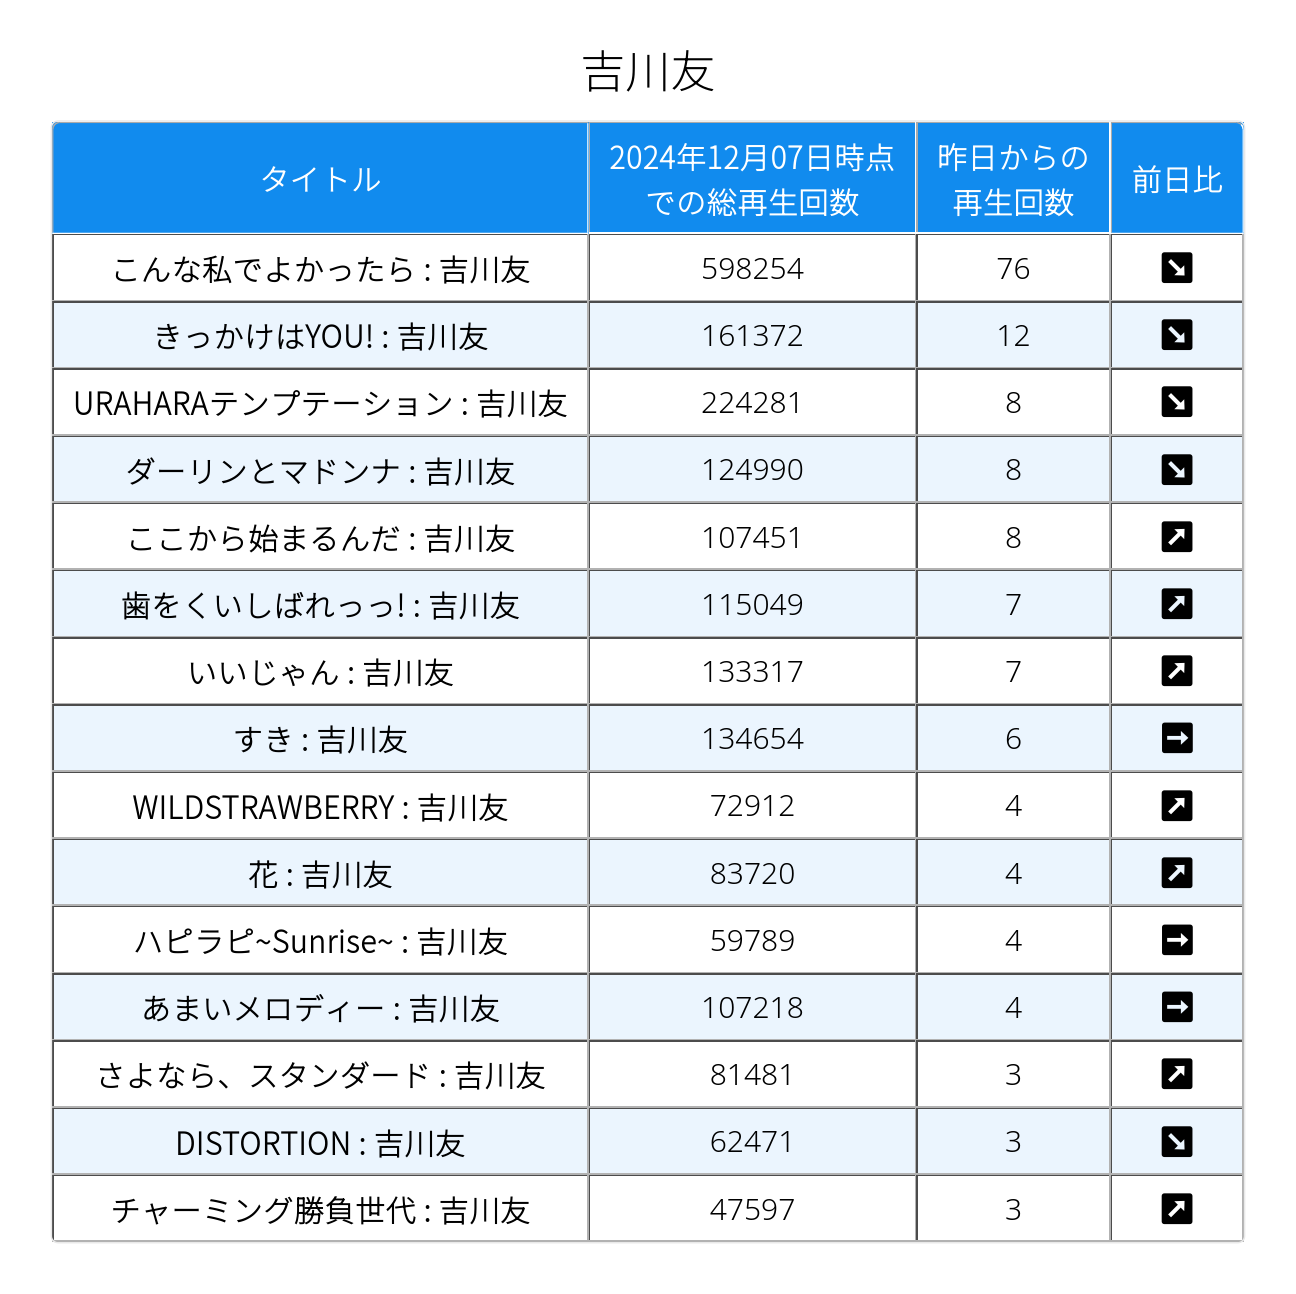 吉川友
タイトル
2024年12月07日時点
での総再生回数
昨日からの
再生回数
前日比
こんな私でよかったら : 吉川友 598254 76 ↘
きっかけはYOU! : 吉川友 161372 12 ↘
URAHARAテンプテーション : 吉川友 224281 8 ↘
ダーリンとマドンナ : 吉川友 124990 8 ↘
ここから始まるんだ : 吉川友 107451 8 ↗
歯をくいしばれっっ! : 吉川友 115049 7 ↗
いいじゃん : 吉川友 133317 7 ↗
すき : 吉川友 134654 6 →
WILDSTRAWBERRY : 吉川友 72912 4 ↗
花 : 吉川友 83720 4 ↗
ハピラピ~Sunrise~ : 吉川友 59789 4 →
あまいメロディー : 吉川友 107218 4 →
さよなら、スタンダード : 吉川友 81481 3 ↗
DISTORTION : 吉川友 62471 3 ↘
チャーミング勝負世代 : 吉川友 47597 3 ↗